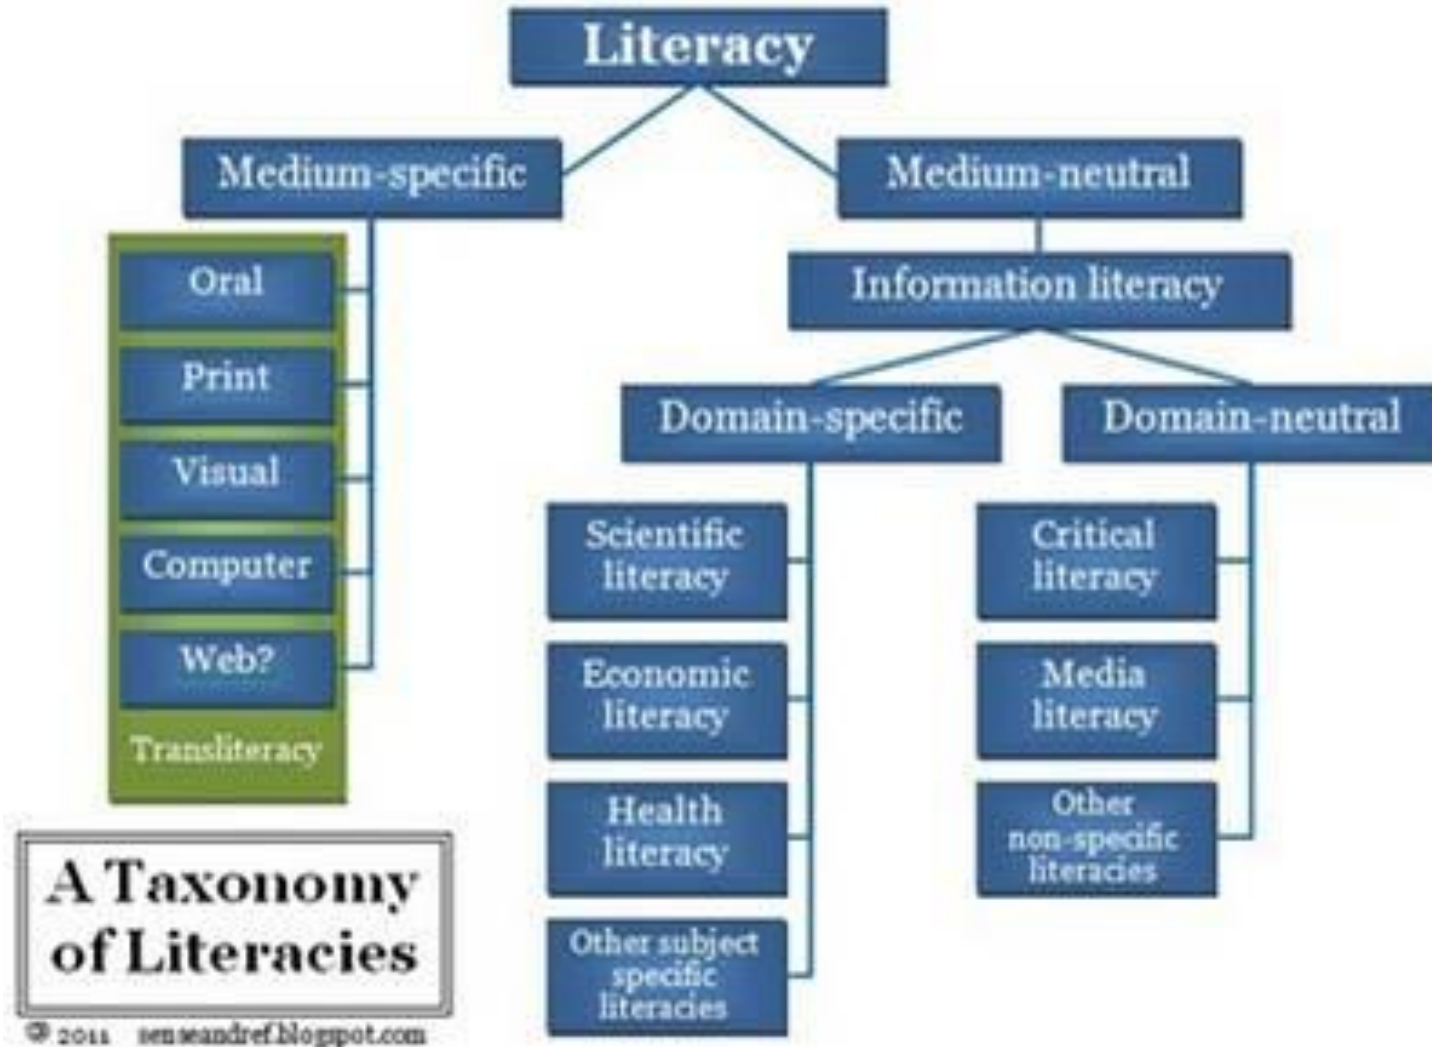 Literacy
Medium-specific
Medium-neutral
Oral
Print
Visual
Computer
Web?
Transliteracy
Information literacy
Domain-specific
Domain-neutral
Scientific
literacy
Economic
literacy
Health
literacy
Other subject
specific
literacies
Critical
literacy
Media
literacy
Other
non-specific
literacies
A Taxonomy
of Literacies
© 2011 senseandref.blogspot.com